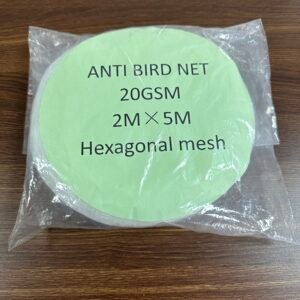 ANTI BIRD NET
20GSM
2M×5M
Hexagonal mesh